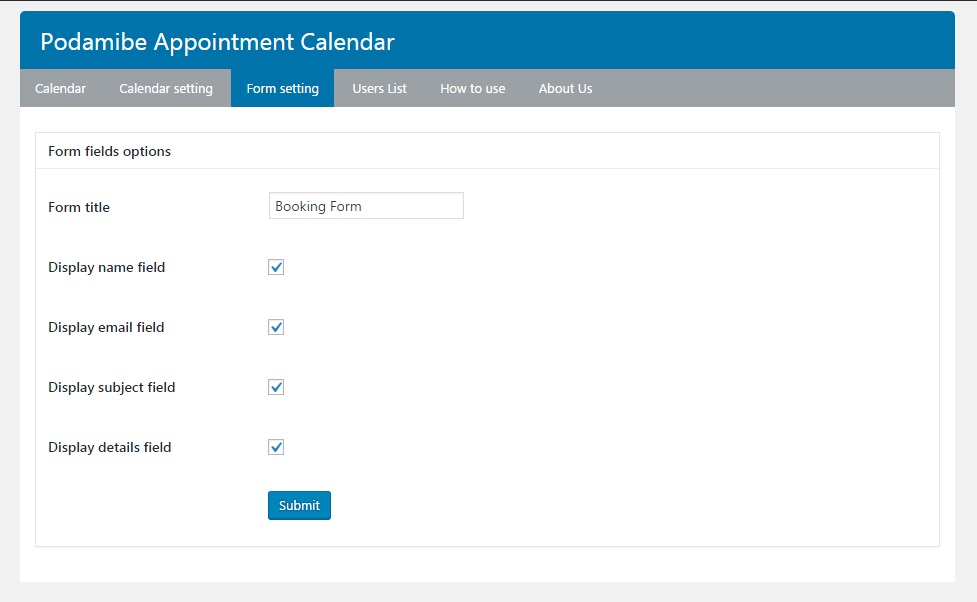 Podamibe Appointment Calendar
Calendar Calendar setting Form setting Users List How to use About Us
Form fields options
Form title Booking Form
Display name field
Display email field
Display subject field
Display details field
Submit